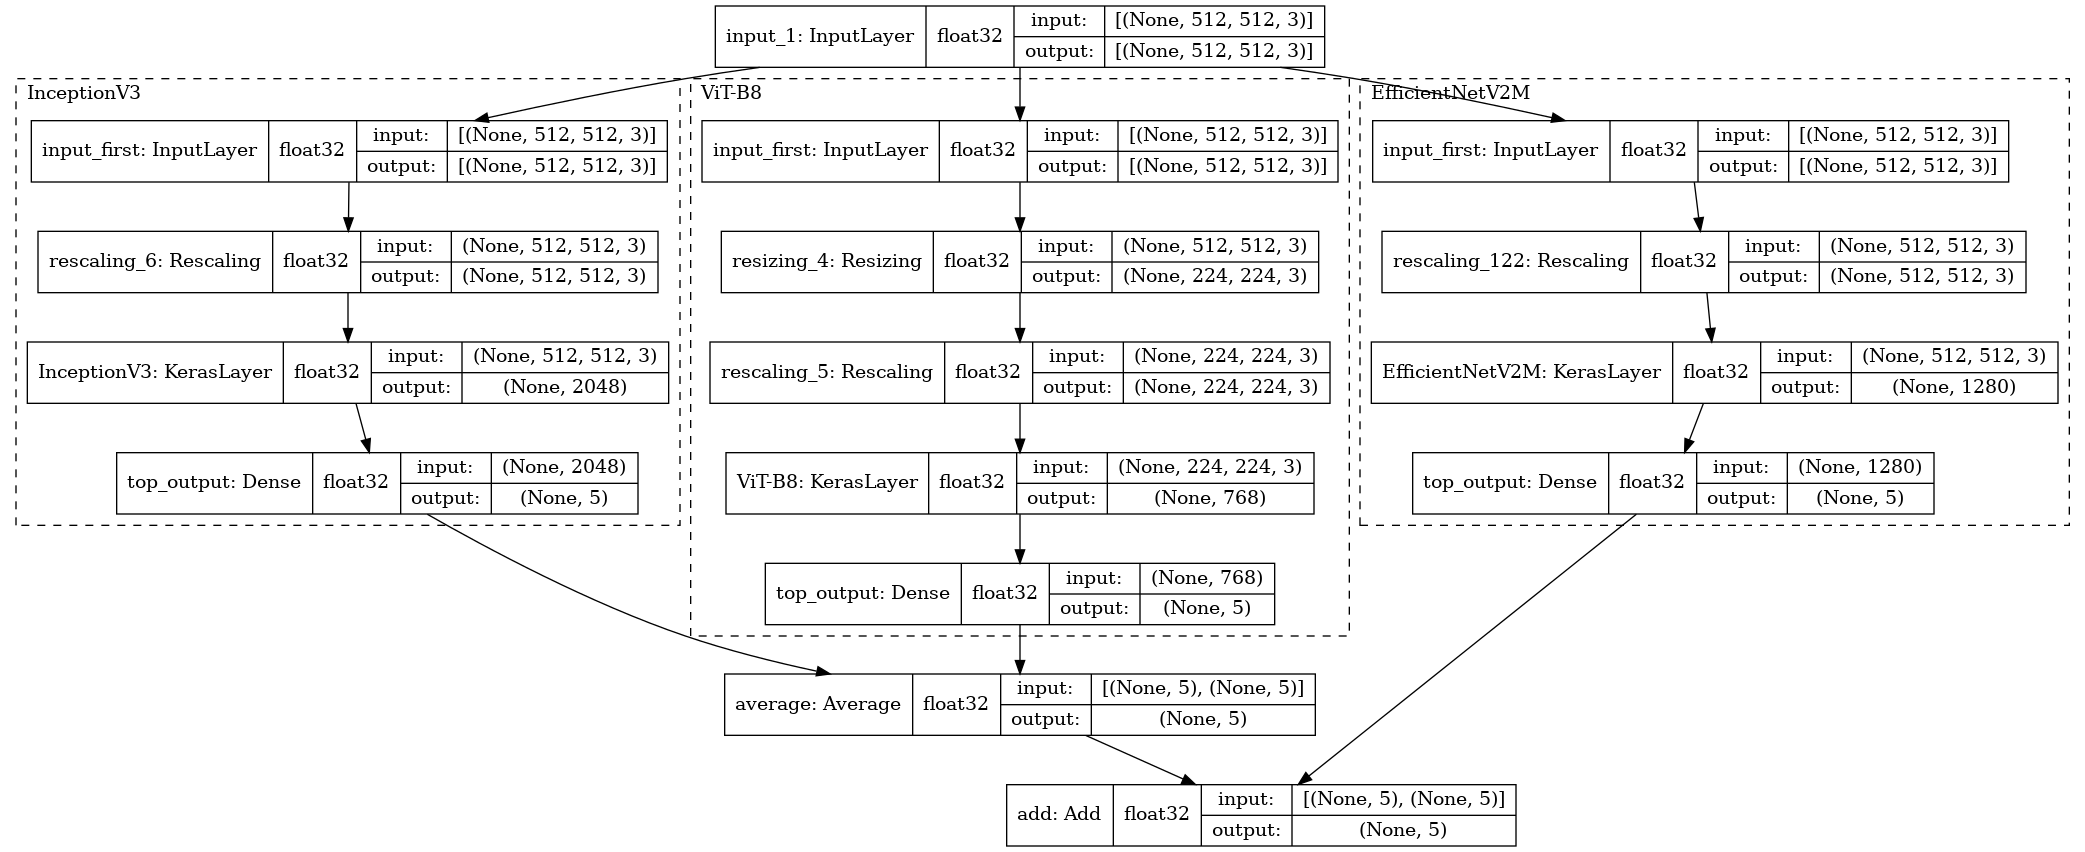 input_1: InputLayer float32 input: [(None, 512, 512, 3)]
output: [(None, 512, 512, 3)]
InceptionV3
input_first: InputLayer float32 input: [(None, 512, 512, 3)]
output: [(None, 512, 512, 3)]
rescaling_6: Rescaling float32 input: (None, 512, 512, 3)
output: (None, 512, 512, 3)
InceptionV3: KerasLayer float32 input: (None, 512, 512, 3)
output: (None, 2048)
top_output: Dense float32 input: (None, 2048)
output: (None, 5)
ViT-B8
input_first: InputLayer float32 input: [(None, 512, 512, 3)]
output: [(None, 512, 512, 3)]
resizing_4: Resizing float32 input: (None, 512, 512, 3)
output: (None, 224, 224, 3)
rescaling_5: Rescaling float32 input: (None, 224, 224, 3)
output: (None, 224, 224, 3)
ViT-B8: KerasLayer float32 input: (None, 224, 224, 3)
output: (None, 768)
top_output: Dense float32 input: (None, 768)
output: (None, 5)
EfficientNetV2M
input_first: InputLayer float32 input: [(None, 512, 512, 3)]
output: [(None, 512, 512, 3)]
rescaling_122: Rescaling float32 input: (None, 512, 512, 3)
output: (None, 512, 512, 3)
EfficientNetV2M: KerasLayer float32 input: (None, 512, 512, 3)
output: (None, 1280)
top_output: Dense float32 input: (None, 1280)
output: (None, 5)
average: Average float32 input: [(None, 5), (None, 5)]
output: (None, 5)
add: Add float32 input: [(None, 5), (None, 5)]
output: (None, 5)